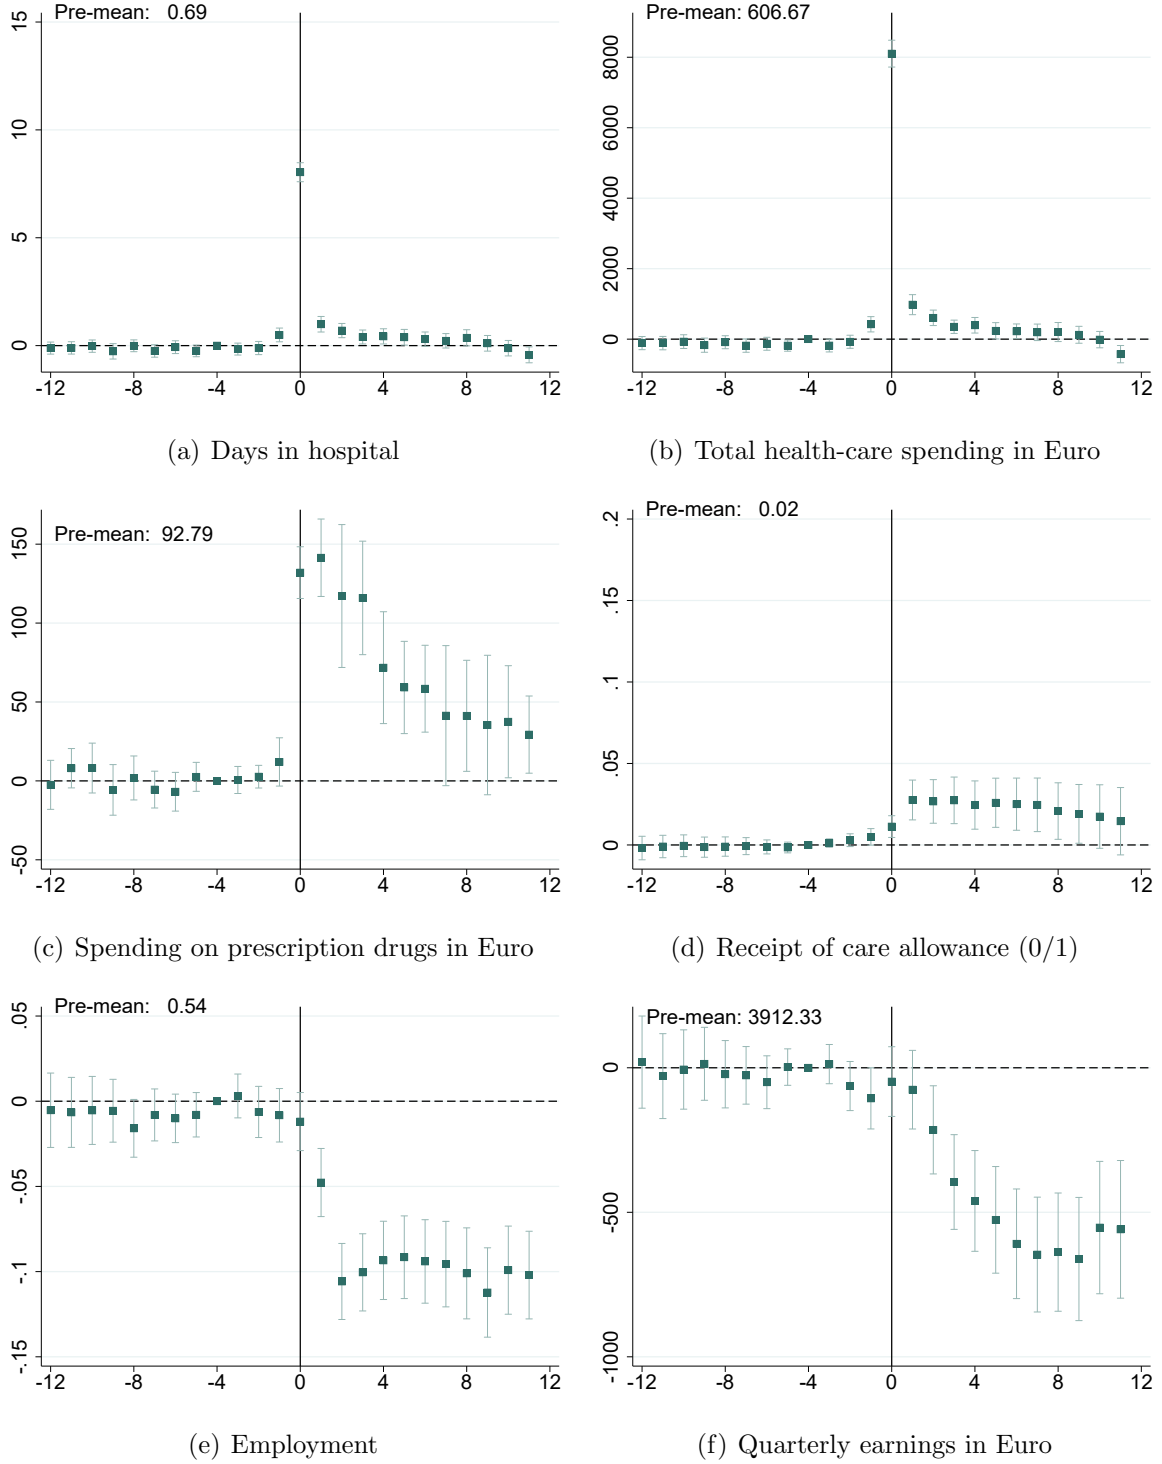 Pre-mean: 0.69
15
10
5
0
-12 -8 -4 0 4 8 12
(a) Days in hospital
Pre-mean: 606.67
8000
6000
4000
2000
0
-12 -8 -4 0 4 8 12
(b) Total health-care spending in Euro
Pre-mean: 92.79
150
100
50
0
-50
-12 -8 -4 0 4 8 12
(c) Spending on prescription drugs in Euro
Pre-mean: 0.02
.2
.15
.1
.05
0
-12 -8 -4 0 4 8 12
(d) Receipt of care allowance (0/1)
Pre-mean: 0.54
.05
0
-.05
-.1
-.15
-12 -8 -4 0 4 8 12
(e) Employment
Pre-mean: 3912.33
0
-500
-1000
-12 -8 -4 0 4 8 12
(f) Quarterly earnings in Euro